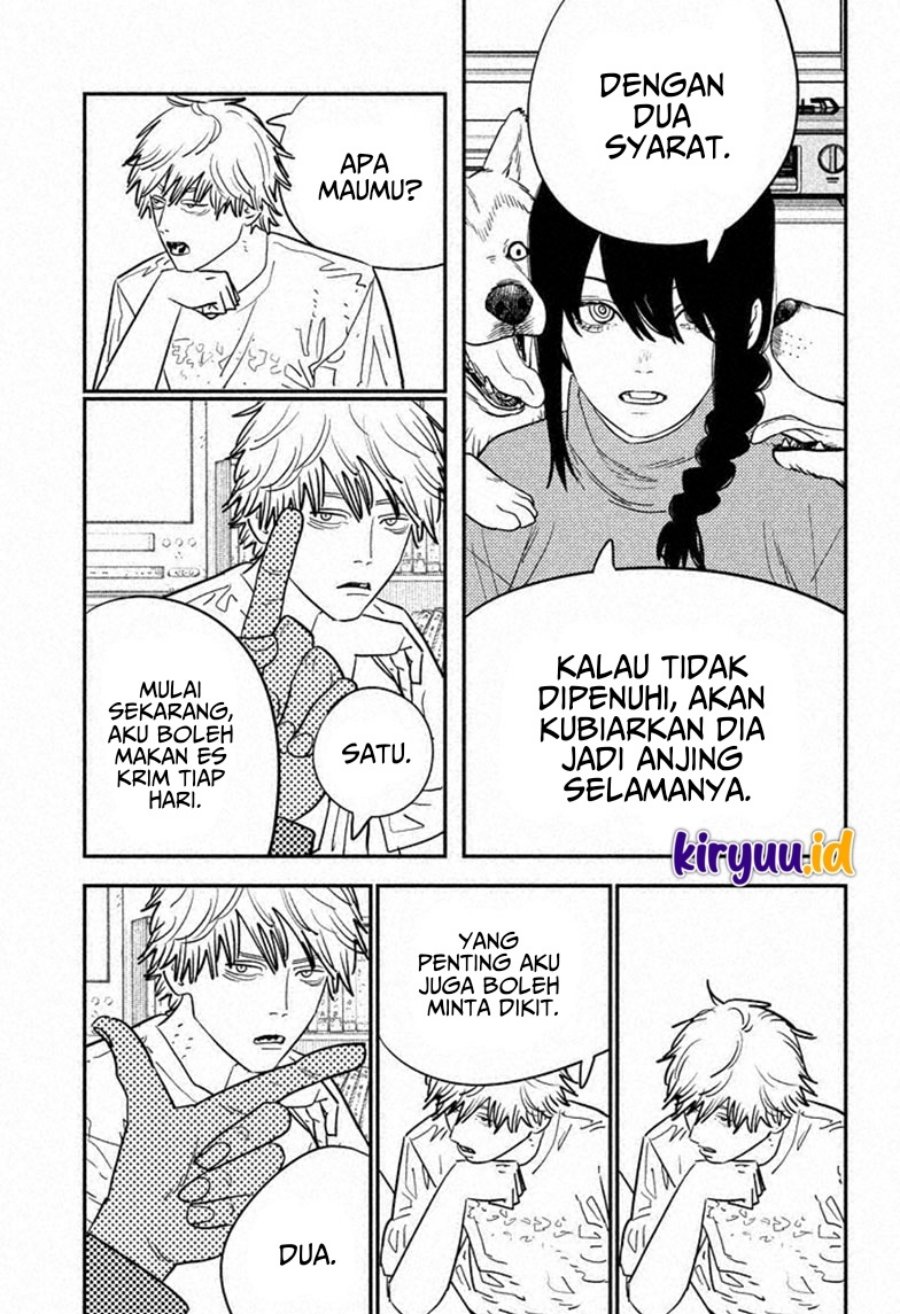 DENGAN
DUA
SYARAT.
KALAU TIDAK
DIPENUHI, AKAN
KUBIARKAN DIA
JADI ANJING
SELAMANYA.
APA
MAUMU?
SATU.
MULAI
SEKARANG,
AKU BOLEH
MAKAN ES
KRIM TIAP
HARI.
kiryuu.id
YANG
PENTING AKU
JUGA BOLEH
MINTA DIKIT.
DUA.